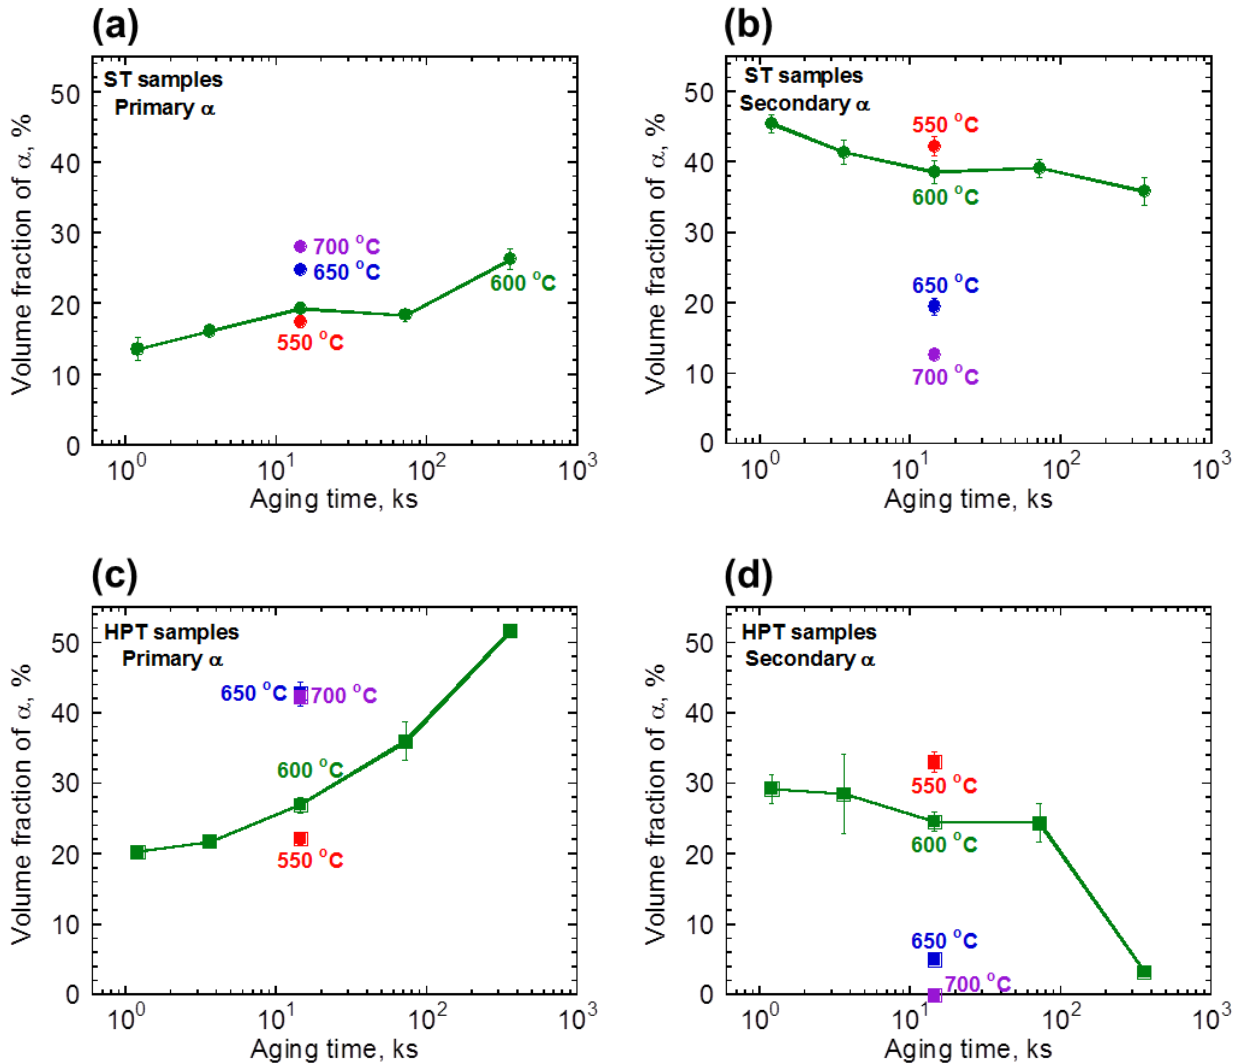 (a)
ST samples
Primary α
Volume fraction of α, %
50
40
30
20
10
0
700 °C
650 °C
550 °C
600 °C
10⁰ 10¹ 10² 10³
Aging time, ks
(b)
ST samples
Secondary α
Volume fraction of α, %
50
40
30
20
10
0
550 °C
600 °C
650 °C
700 °C
10⁰ 10¹ 10² 10³
Aging time, ks
(c)
HPT samples
Primary α
Volume fraction of α, %
50
40
30
20
10
0
650 °C 700 °C
600 °C
550 °C
10⁰ 10¹ 10² 10³
Aging time, ks
(d)
HPT samples
Secondary α
Volume fraction of α, %
50
40
30
20
10
0
550 °C
600 °C
650 °C
700 °C
10⁰ 10¹ 10² 10³
Aging time, ks